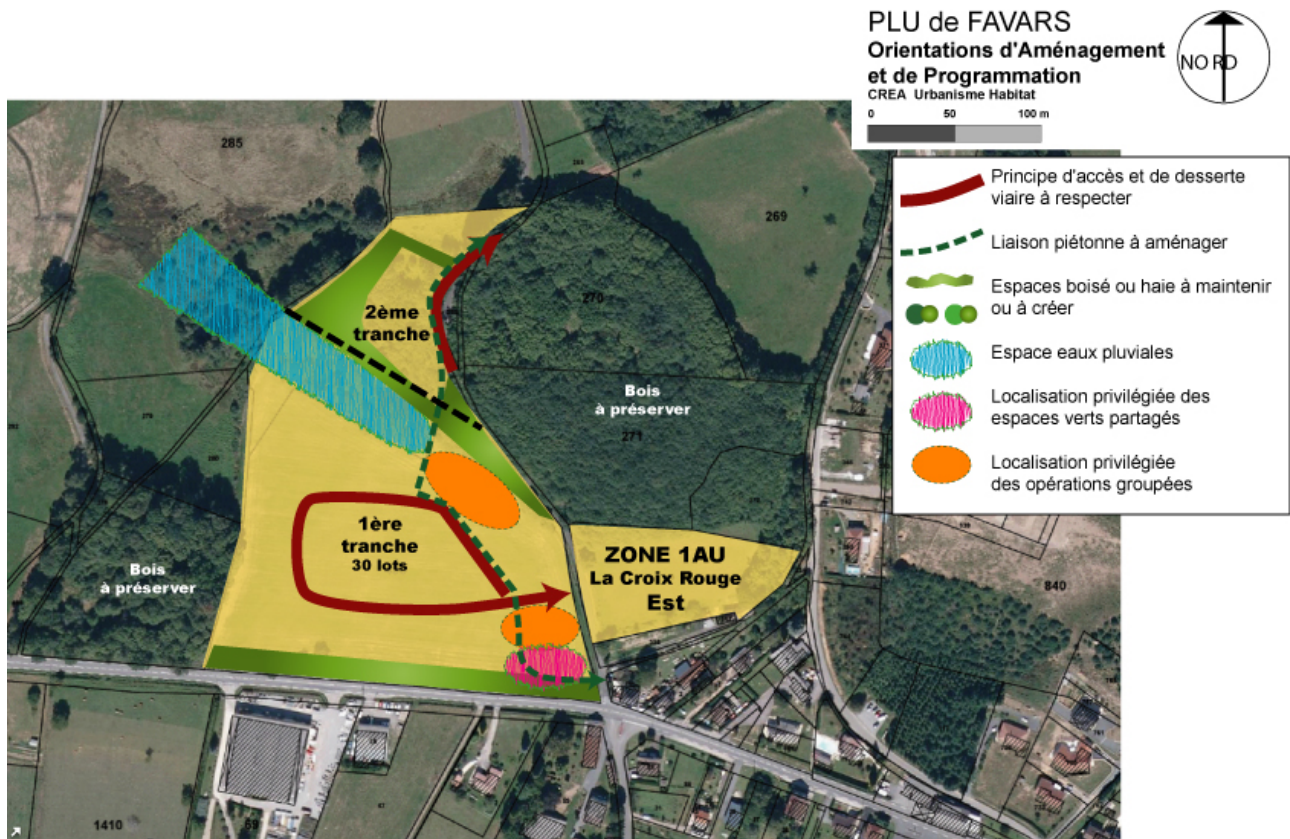 PLU de FAVARS
Orientations d'Aménagement
et de Programmation
CREA Urbanisme Habitat
0 50 100 m
NORD
Principe d'accès et de desserte
viaire à respecter
Liaison piétonne à aménager
Espaces boisé ou haie à maintenir
ou à créer
Espace eaux pluviales
Localisation privilégiée des
espaces verts partagés
Localisation privilégiée
des opérations groupées
285
269
270
2ème
tranche
Bois
à préserver
271
1ère
tranche
30 lots
ZONE 1AU
La Croix Rouge
Est
Bois
à préserver
840
1410
69